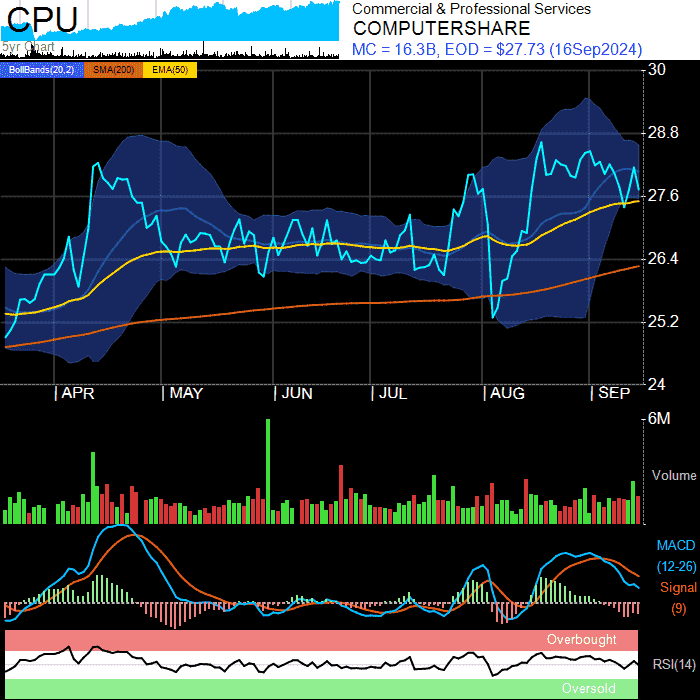 CPU
5yr Chart
Commercial & Professional Services
COMPUTERSHARE
MC = 16.3B, EOD = $27.73 (16Sep2024)
BollBands(20,2) SMA(200) EMA(50)
30
28.8
27.6
26.4
25.2
24
| APR | MAY | JUN | JUL | AUG | SEP
6M
Volume
MACD
(12-26)
Signal
(9)
Overbought
RSI(14)
Oversold